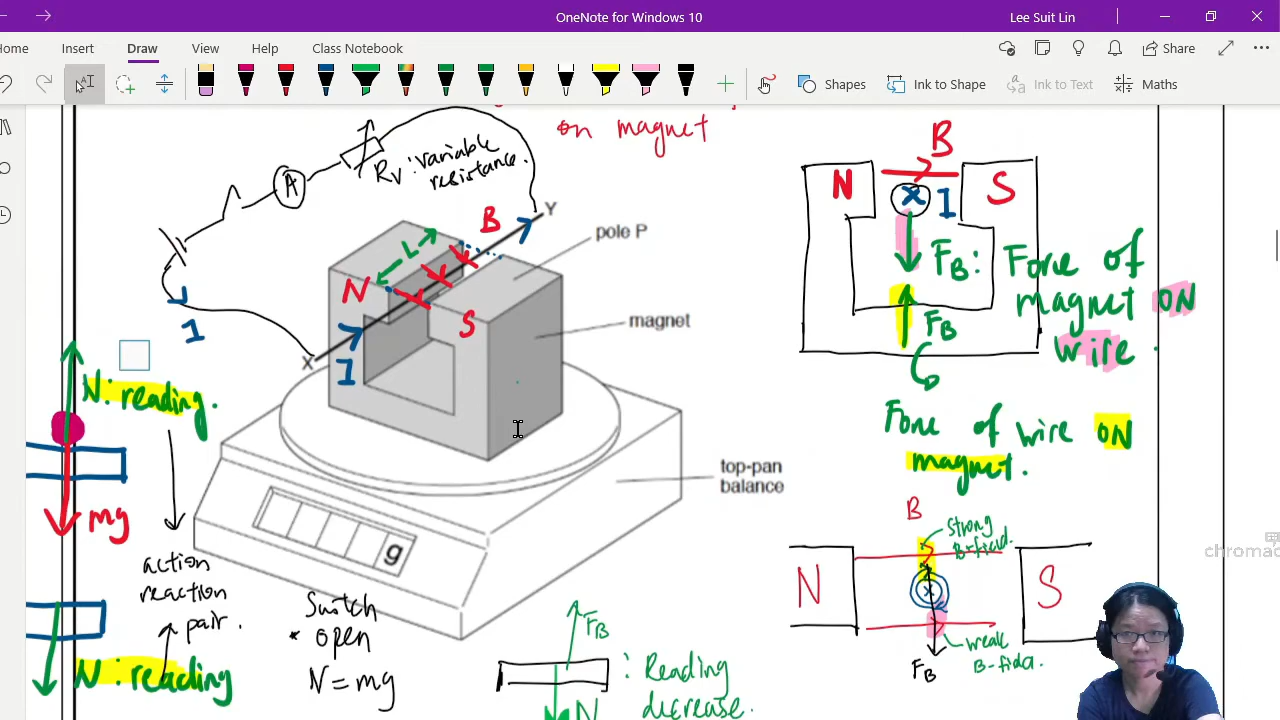 OneNote for Windows 10
Lee Suit Lin
Home
Insert
Draw
View
Help
Class Notebook
Share
Shapes
Ink to Shape
Ink to Text
Maths
on magnet
A
Rv: variable
resistance.
B
Y
pole P
L
N
S
magnet
I
X
I
N: reading.
mg
action
reaction
pair.
N: reading
g
top-pan
balance
Switch
open
N = mg
FB
: Reading
decrease.
N
B
N
S
X
I
FB: Force of
magnet ON
wire.
FB
Force of wire ON
magnet.
B
strong
B-field.
N
x
S
weak
B-field.
FB